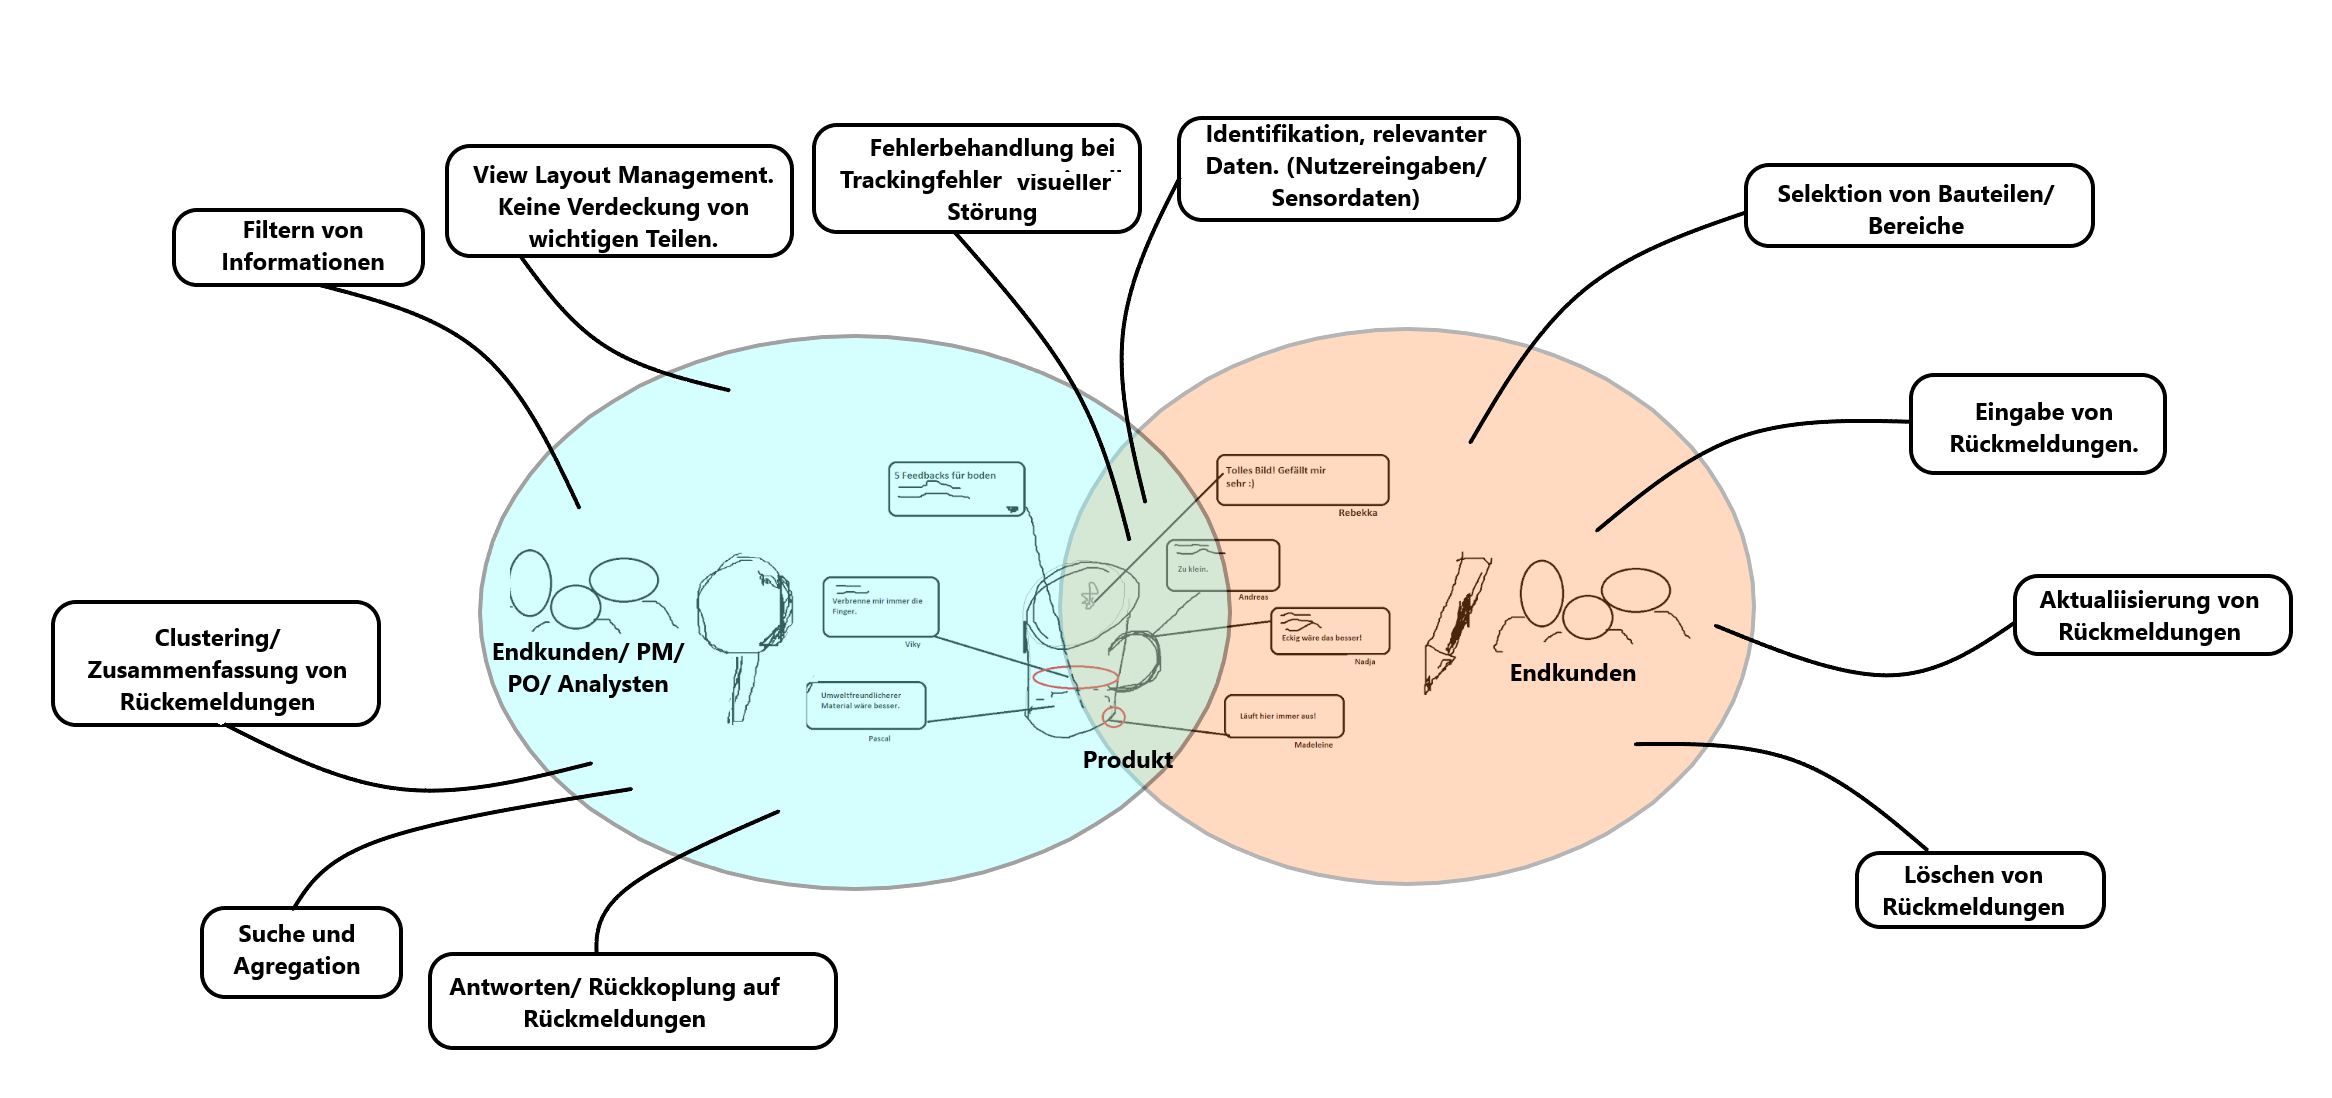 Filtern von
Informationen
View Layout Management.
Keine Verdeckung von
wichtigen Teilen.
Fehlerbehandlung bei
Trackingfehler visueller
Störung
Identifikation, relevanter
Daten. (Nutzereingaben/
Sensordaten)
Selektion von Bauteilen/
Bereiche
Eingabe von
Rückmeldungen.
Aktualiisierung von
Rückmeldungen
Löschen von
Rückmeldungen
Clustering/
Zusammenfassung von
Rückemeldungen
Suche und
Agregation
Antworten/ Rückkoplung auf
Rückmeldungen
Endkunden/ PM/
PO/ Analysten
5 Feedbacks für boden
Verbrenne mir immer die
Finger.
Viky
Umweltfreundlicherer
Material wäre besser.
Pascal
Produkt
Tolles Bild! Gefällt mir
sehr :)
Rebekka
Zu klein.
Andreas
Eckig wäre das besser!
Nadja
Läuft hier immer aus!
Madeleine
Endkunden